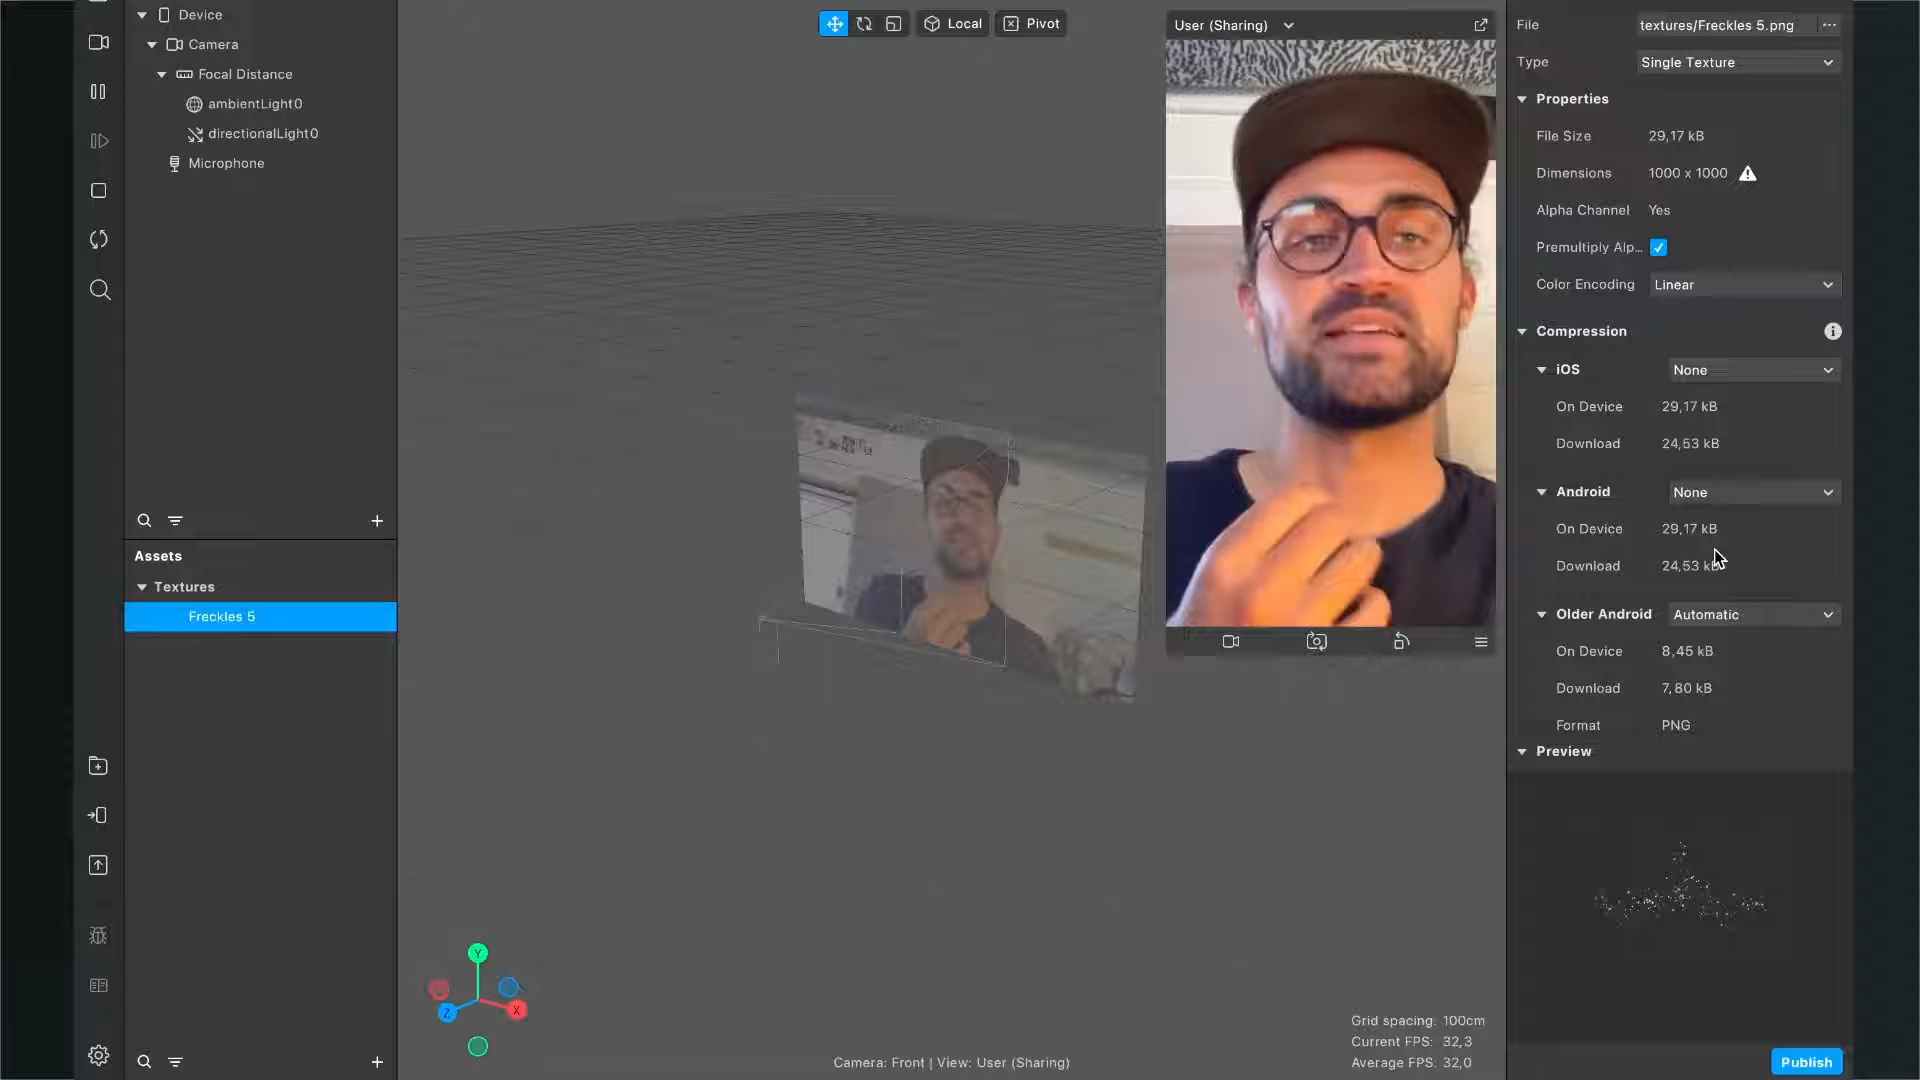 Device
Camera
Focal Distance
ambientLight0
directionalLight0
Microphone
Assets
Textures
Freckles 5
Local
Pivot
User (Sharing)
Y
Z
X
Camera: Front | View: User (Sharing)
Grid spacing: 100cm
Current FPS: 32,3
Average FPS: 32,0
File textures/Freckles 5.png
Type Single Texture
Properties
File Size 29,17 kB
Dimensions 1000 x 1000
Alpha Channel Yes
Premultiply Alp...
Color Encoding Linear
Compression
iOS None
On Device 29,17 kB
Download 24,53 kB
Android None
On Device 29,17 kB
Download 24,53 kB
Older Android Automatic
On Device 8,45 kB
Download 7,80 kB
Format PNG
Preview
Publish